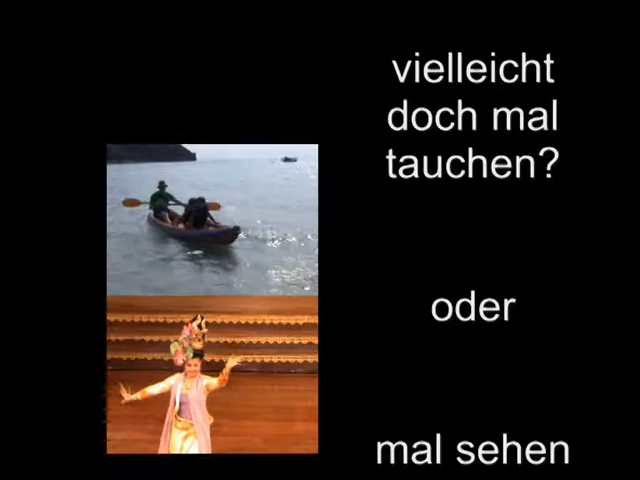 vielleicht
doch mal
tauchen?
oder
mal sehen